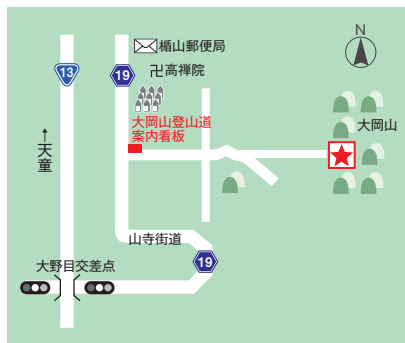 N
楯山郵便局
卍高禅院
13
19
大岡山登山道
案内看板
大岡山
←天童
山寺街道
19
大野目交差点